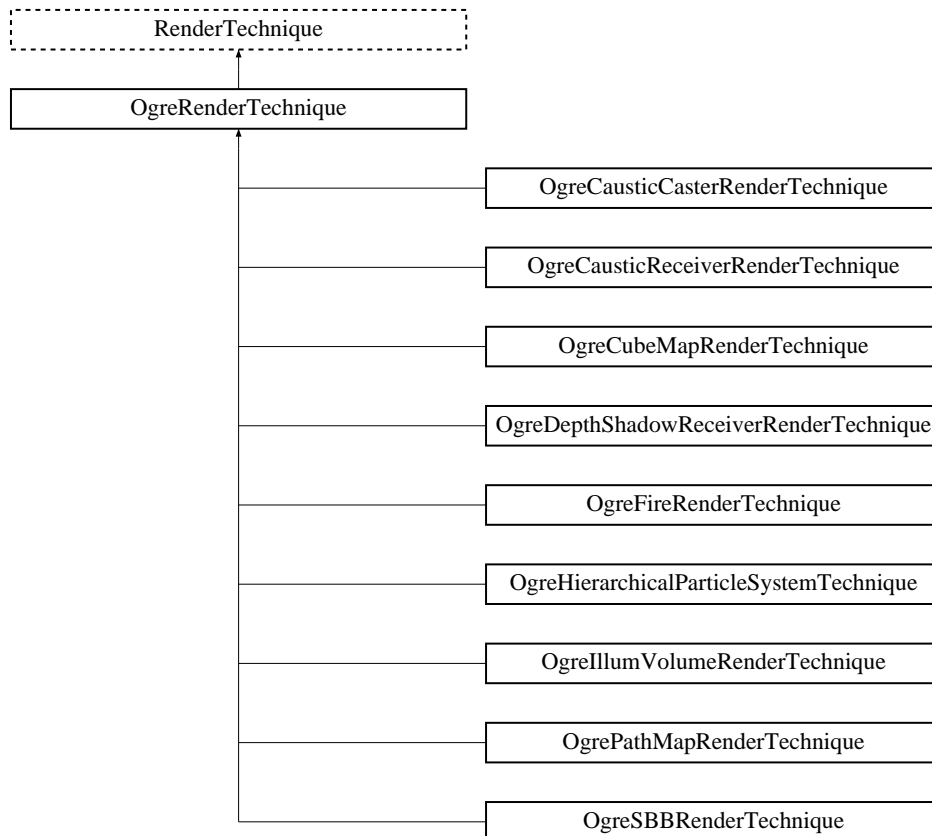 RenderTechnique
OgreRenderTechnique
OgreCausticCasterRenderTechnique
OgreCausticReceiverRenderTechnique
OgreCubeMapRenderTechnique
OgreDepthShadowReceiverRenderTechnique
OgreFireRenderTechnique
OgreHierarchicalParticleSystemTechnique
OgreIllumVolumeRenderTechnique
OgrePathMapRenderTechnique
OgreSBBRenderTechnique